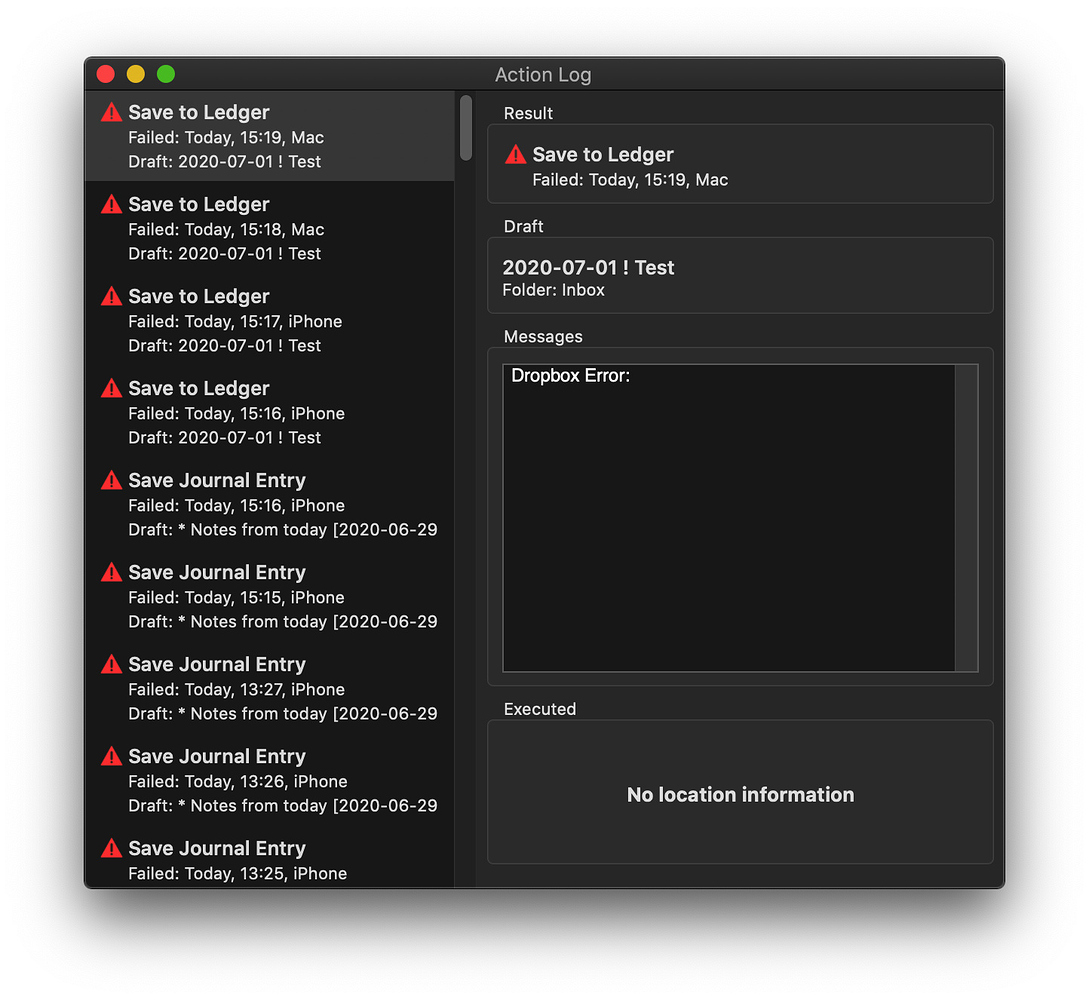 Action Log
Save to Ledger
Failed: Today, 15:19, Mac
Draft: 2020-07-01 ! Test
Save to Ledger
Failed: Today, 15:18, Mac
Draft: 2020-07-01 ! Test
Save to Ledger
Failed: Today, 15:17, iPhone
Draft: 2020-07-01 ! Test
Save to Ledger
Failed: Today, 15:16, iPhone
Draft: 2020-07-01 ! Test
Save Journal Entry
Failed: Today, 15:16, iPhone
Draft: * Notes from today [2020-06-29
Save Journal Entry
Failed: Today, 15:15, iPhone
Draft: * Notes from today [2020-06-29
Save Journal Entry
Failed: Today, 13:27, iPhone
Draft: * Notes from today [2020-06-29
Save Journal Entry
Failed: Today, 13:26, iPhone
Draft: * Notes from today [2020-06-29
Save Journal Entry
Failed: Today, 13:25, iPhone
Result
Save to Ledger
Failed: Today, 15:19, Mac
Draft
2020-07-01 ! Test
Folder: Inbox
Messages
Dropbox Error:
Executed
No location information